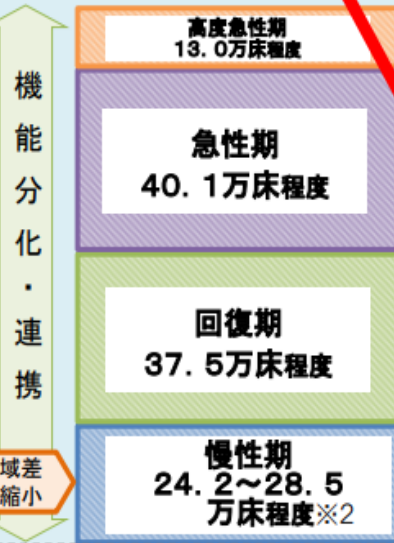 高度急性期
13.0万床程度
機能分化・連携
急性期
40.1万床程度
回復期
37.5万床程度
慢性期
24.2~28.5
万床程度※2
域差
縮小